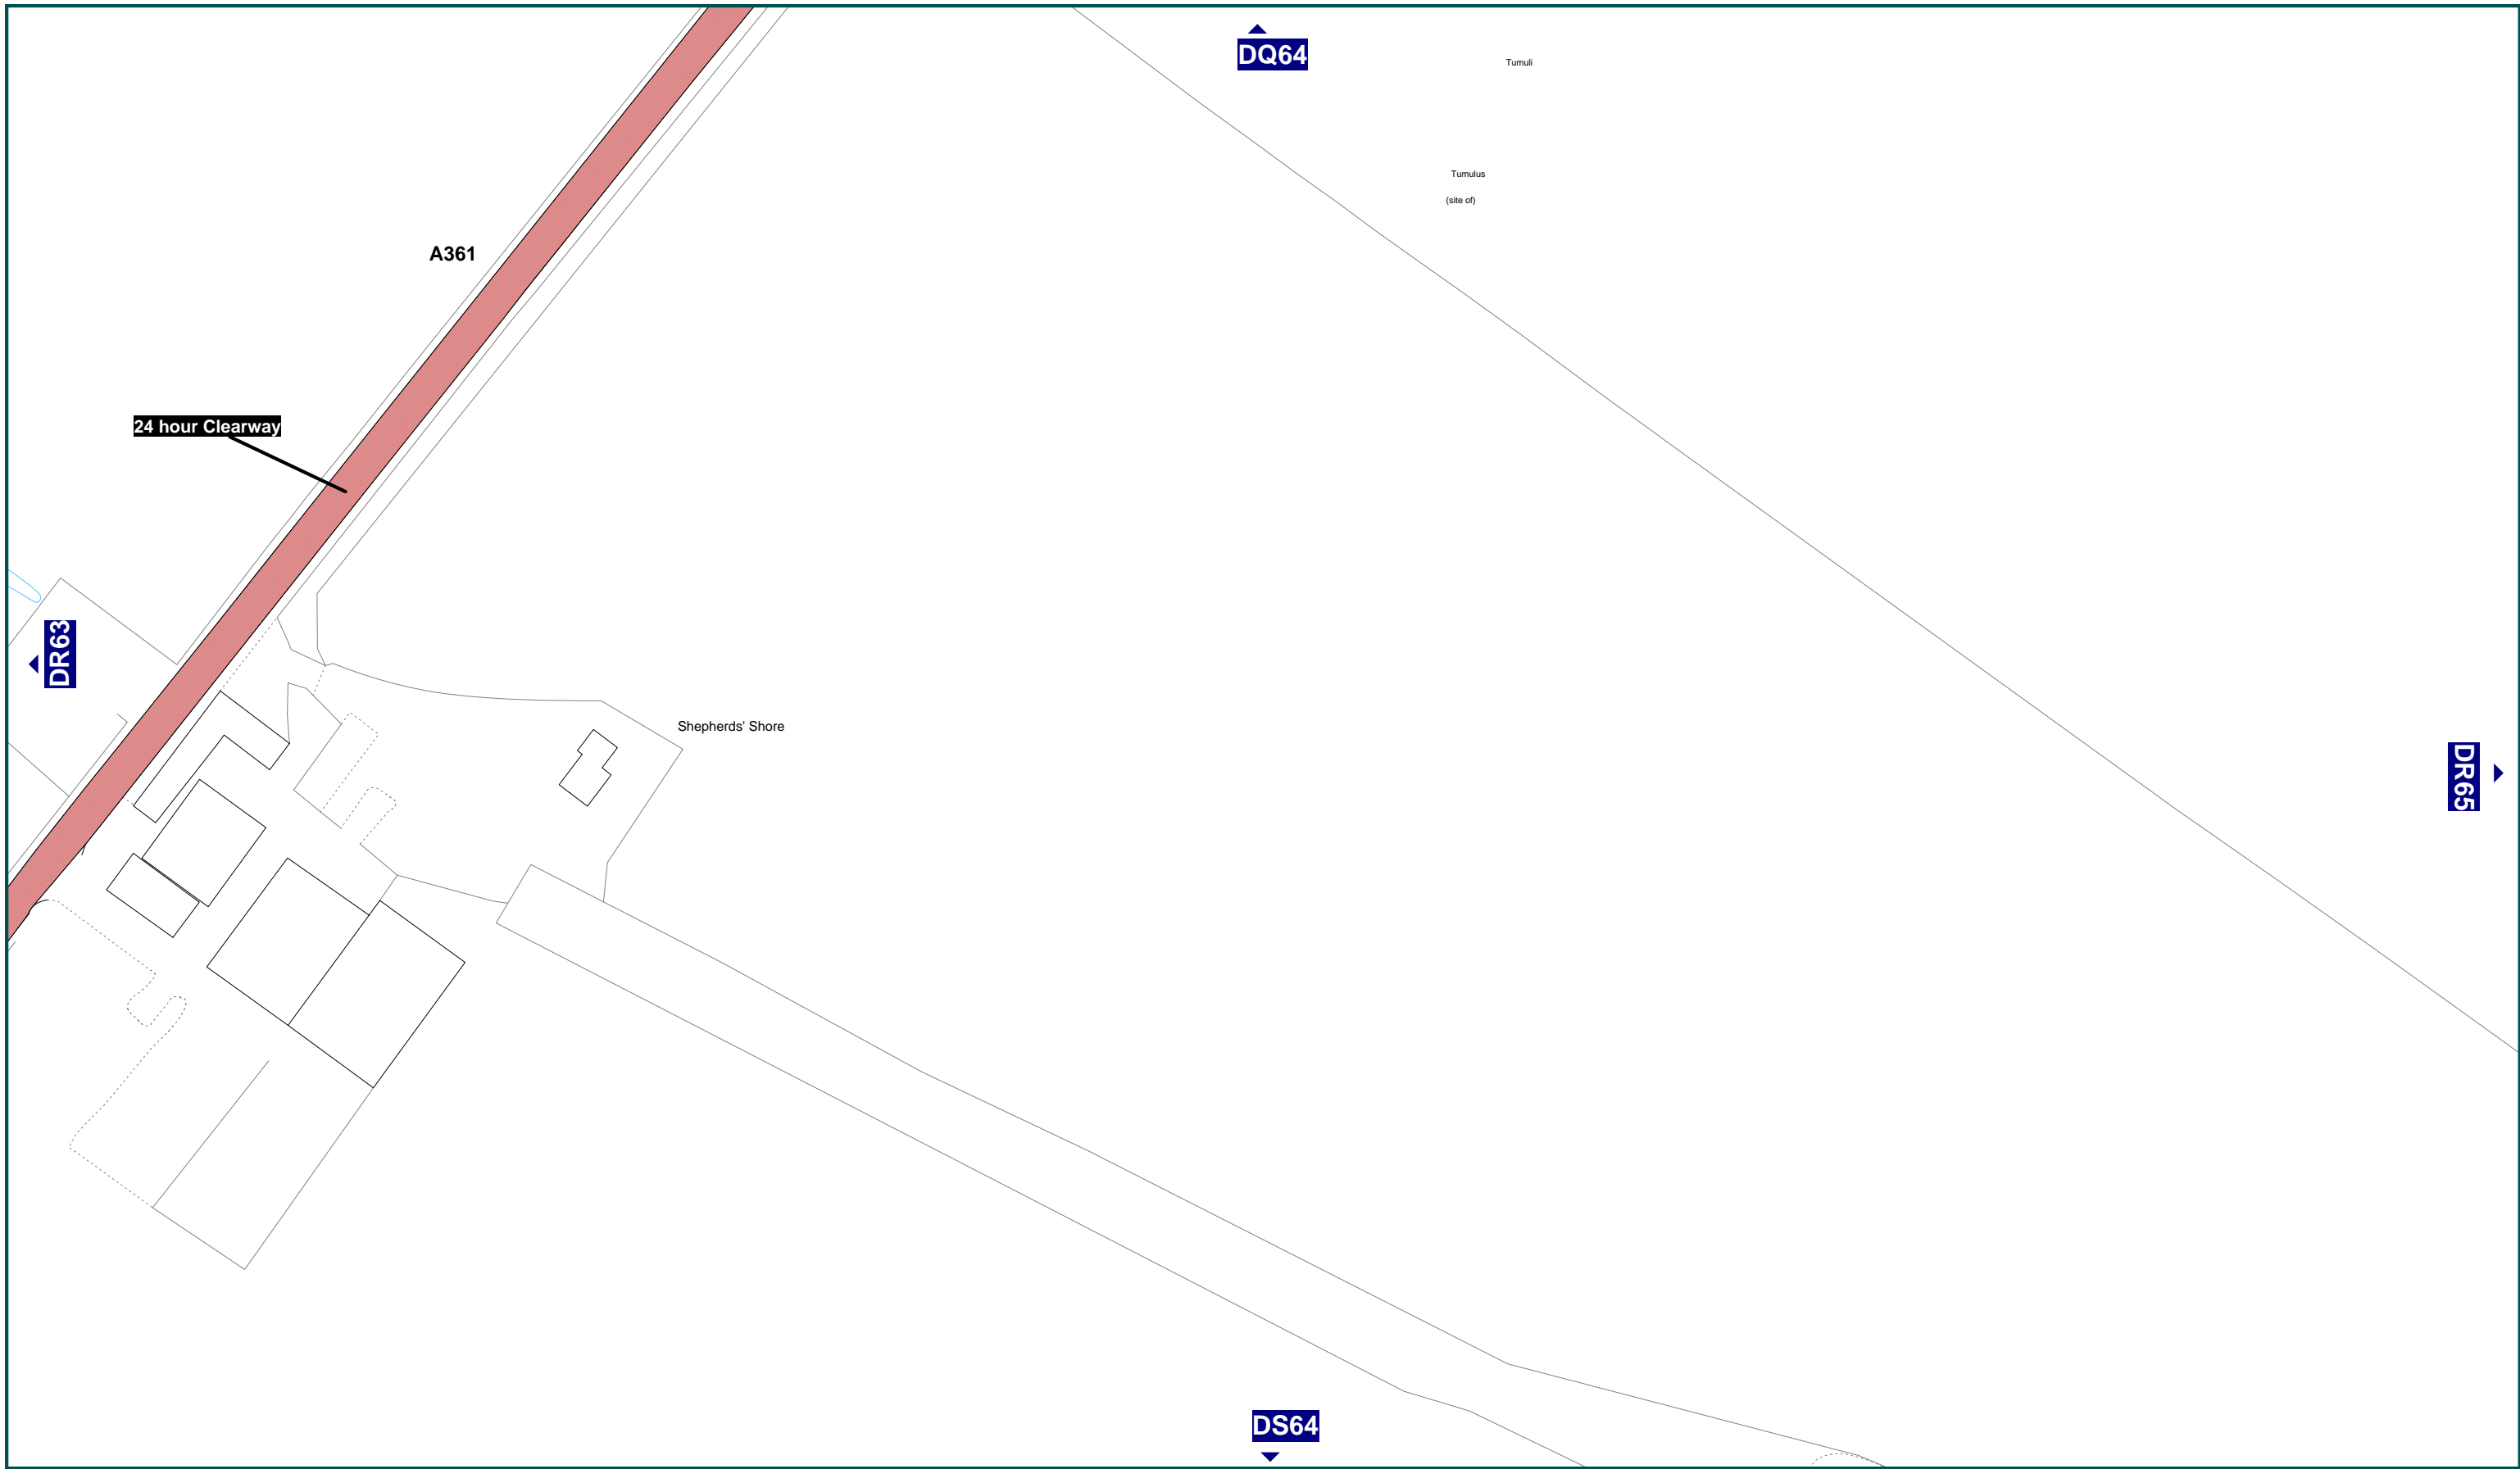 DQ64
Tumuli
Tumulus
(site of)
A361
24 hour Clearway
DR63
Shepherds' Shore
DR65
DS64